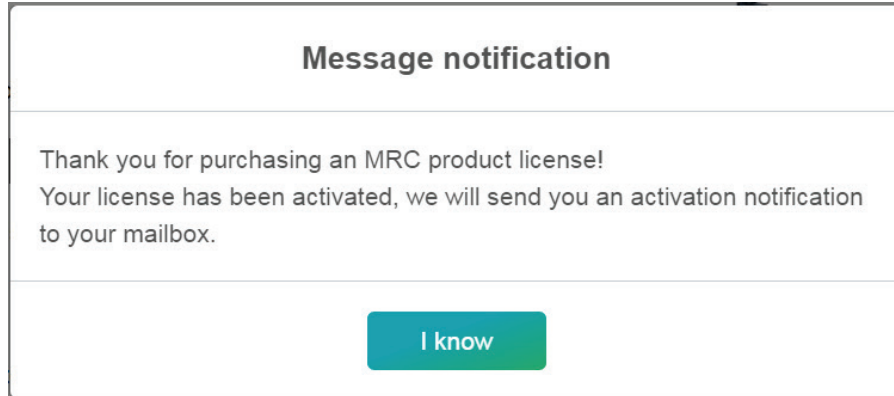 Message notification
Thank you for purchasing an MRC product license!
Your license has been activated, we will send you an activation notification
to your mailbox.
I know